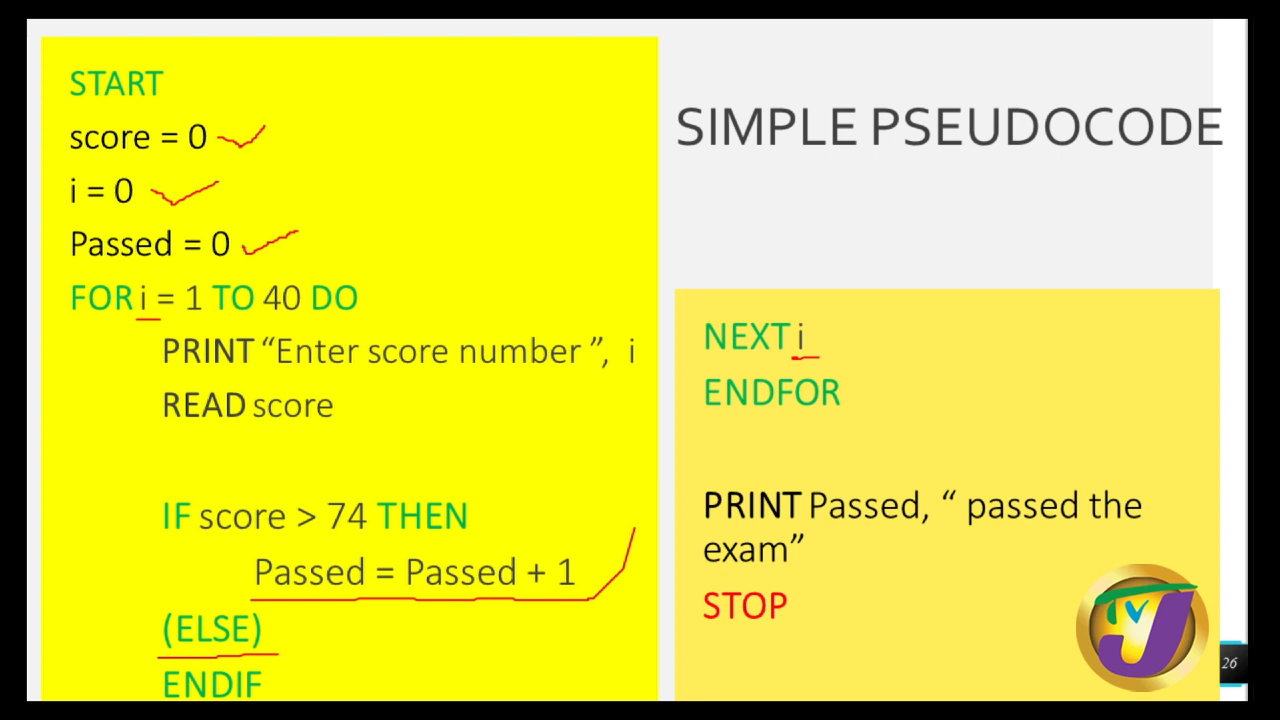 START
score = 0
i = 0
Passed = 0
FOR i = 1 TO 40 DO
PRINT “Enter score number ”, i
READ score
IF score > 74 THEN
Passed = Passed + 1
(ELSE)
ENDIF
SIMPLE PSEUDOCODE
NEXT i
ENDFOR
PRINT Passed, “ passed the
exam”
STOP
TVJ
26